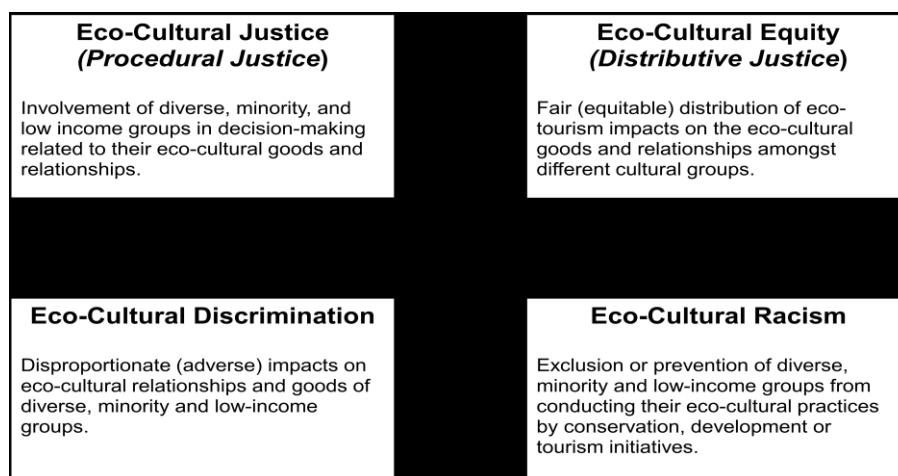 Eco-Cultural Justice
(Procedural Justice)
Involvement of diverse, minority, and
low income groups in decision-making
related to their eco-cultural goods and
relationships.
Eco-Cultural Equity
(Distributive Justice)
Fair (equitable) distribution of eco-
tourism impacts on the eco-cultural
goods and relationships amongst
different cultural groups.
Eco-Cultural Discrimination
Disproportionate (adverse) impacts on
eco-cultural relationships and goods of
diverse, minority and low-income
groups.
Eco-Cultural Racism
Exclusion or prevention of diverse,
minority and low-income groups from
conducting their eco-cultural practices
by conservation, development or
tourism initiatives.